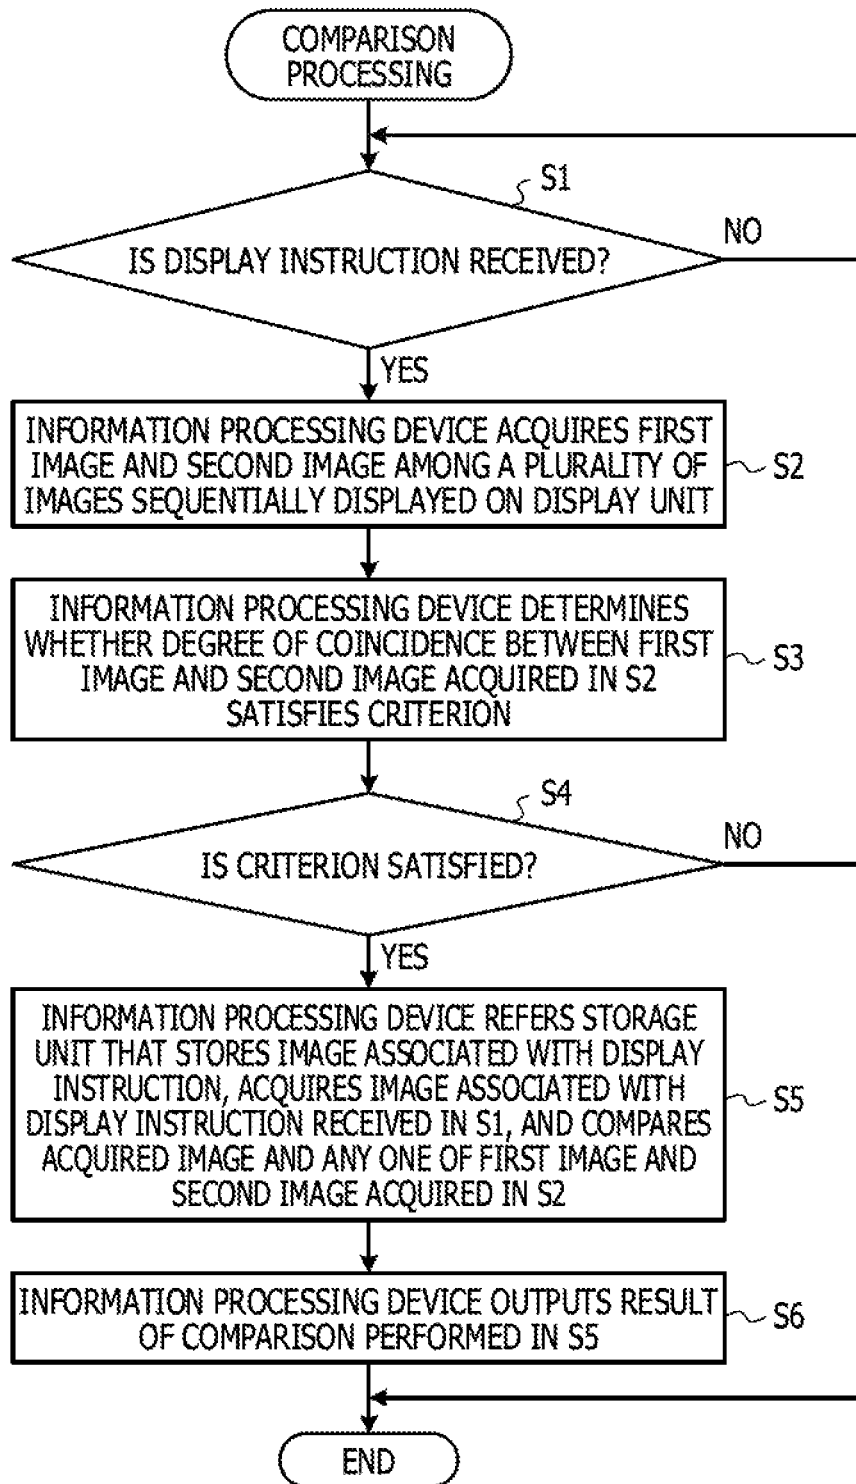 COMPARISON
PROCESSING
S1
IS DISPLAY INSTRUCTION RECEIVED?
NO
YES
INFORMATION PROCESSING DEVICE ACQUIRES FIRST
IMAGE AND SECOND IMAGE AMONG A PLURALITY OF
IMAGES SEQUENTIALLY DISPLAYED ON DISPLAY UNIT
S2
INFORMATION PROCESSING DEVICE DETERMINES
WHETHER DEGREE OF COINCIDENCE BETWEEN FIRST
IMAGE AND SECOND IMAGE ACQUIRED IN S2
SATISFIES CRITERION
S3
S4
IS CRITERION SATISFIED?
NO
YES
INFORMATION PROCESSING DEVICE REFERS STORAGE
UNIT THAT STORES IMAGE ASSOCIATED WITH DISPLAY
INSTRUCTION, ACQUIRES IMAGE ASSOCIATED WITH
DISPLAY INSTRUCTION RECEIVED IN S1, AND COMPARES
ACQUIRED IMAGE AND ANY ONE OF FIRST IMAGE AND
SECOND IMAGE ACQUIRED IN S2
S5
INFORMATION PROCESSING DEVICE OUTPUTS RESULT
OF COMPARISON PERFORMED IN S5
S6
END